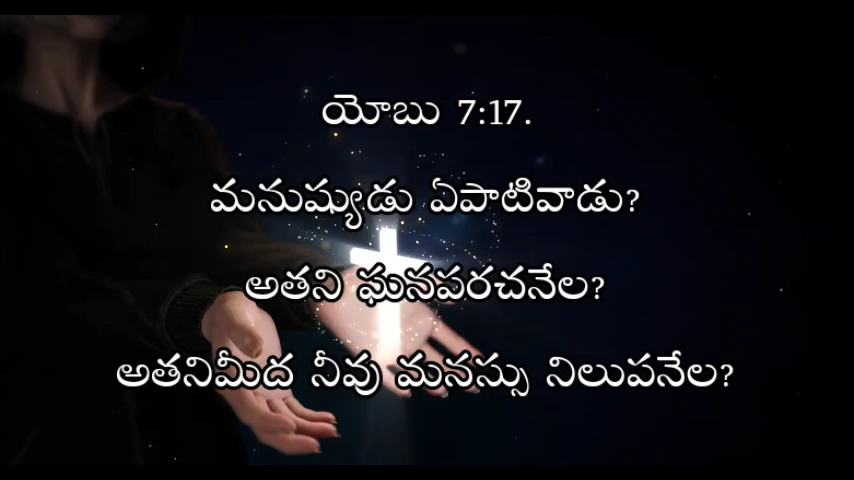 యోబు 7:17.
మనుష్యుడు ఏపాటివాడు?
అతని ఘనపరచనేల?
అతనిమీద నీవు మనస్సు నిలుపనేల?